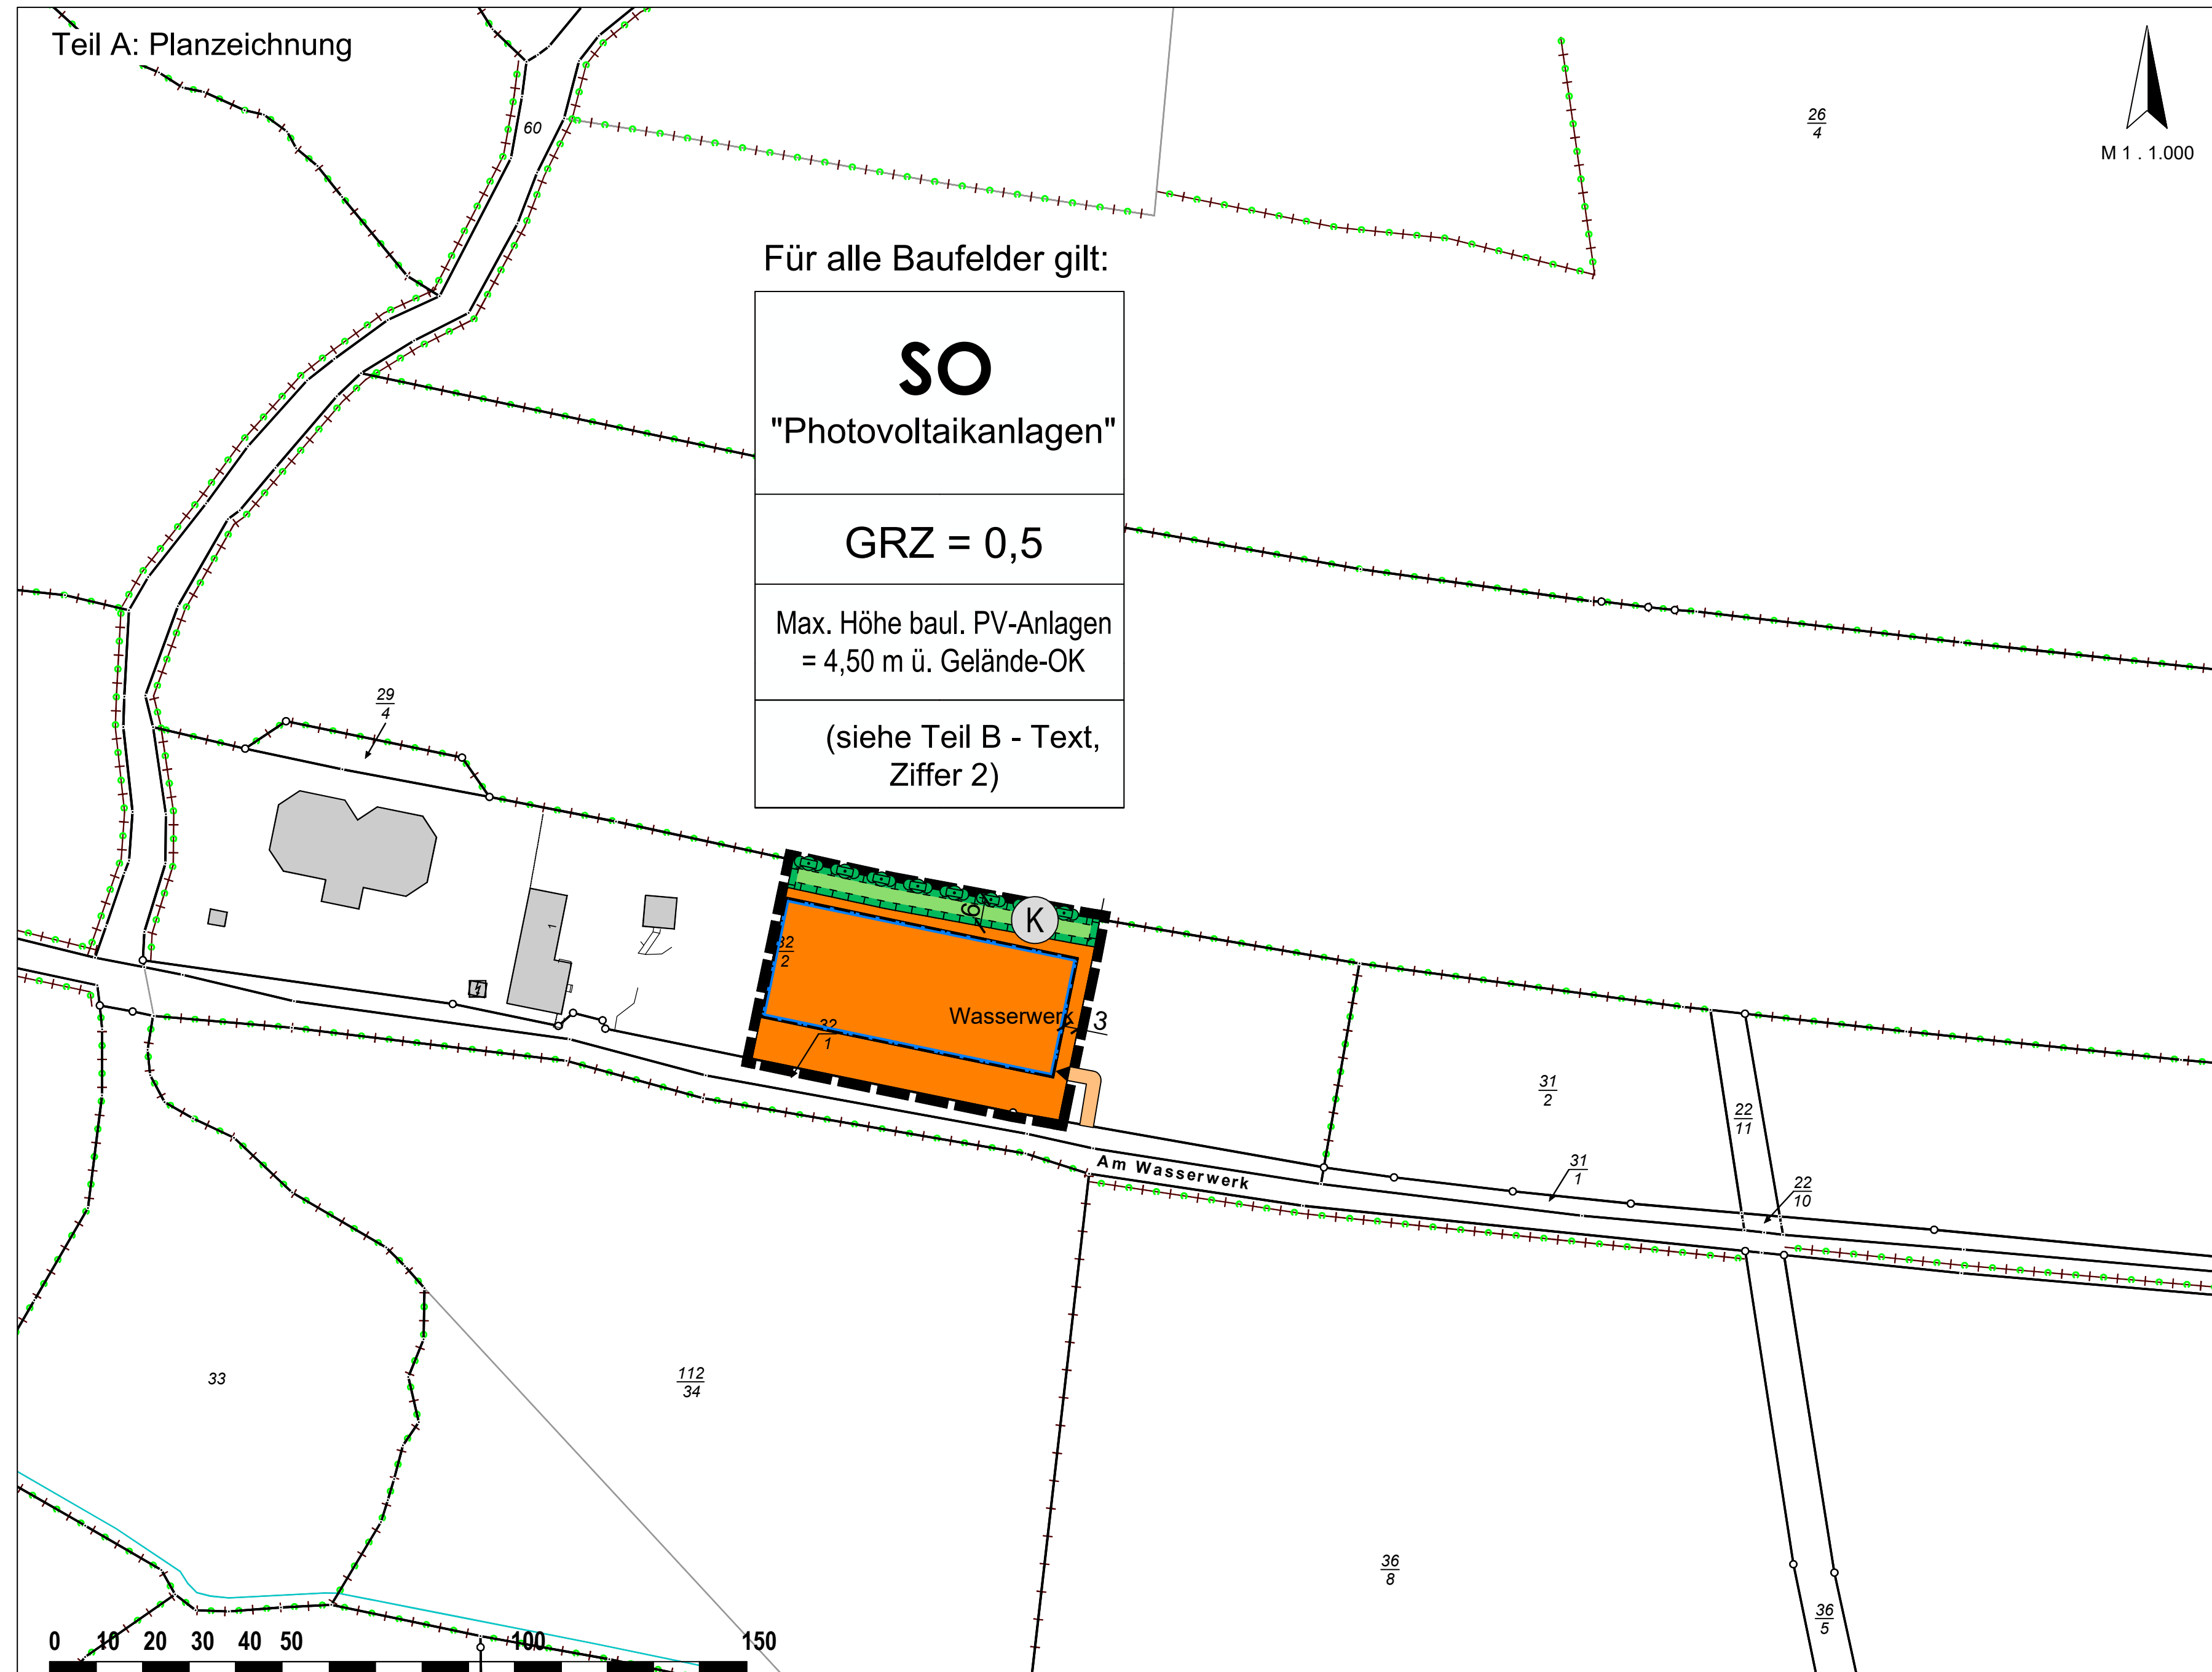 Teil A: Planzeichnung
60
26
4
M 1 . 1.000
Für alle Baufelder gilt:
SO
"Photovoltaikanlagen"
GRZ = 0,5
Max. Höhe baul. PV-Anlagen
= 4,50 m ü. Gelände-OK
(siehe Teil B - Text,
Ziffer 2)
29
4
1
6
K
32
2
Wasserwerk
3
32
1
31
2
22
11
Am Wasserwerk
31
1
22
10
33
112
34
36
8
36
5
0 10 20 30 40 50 100 150